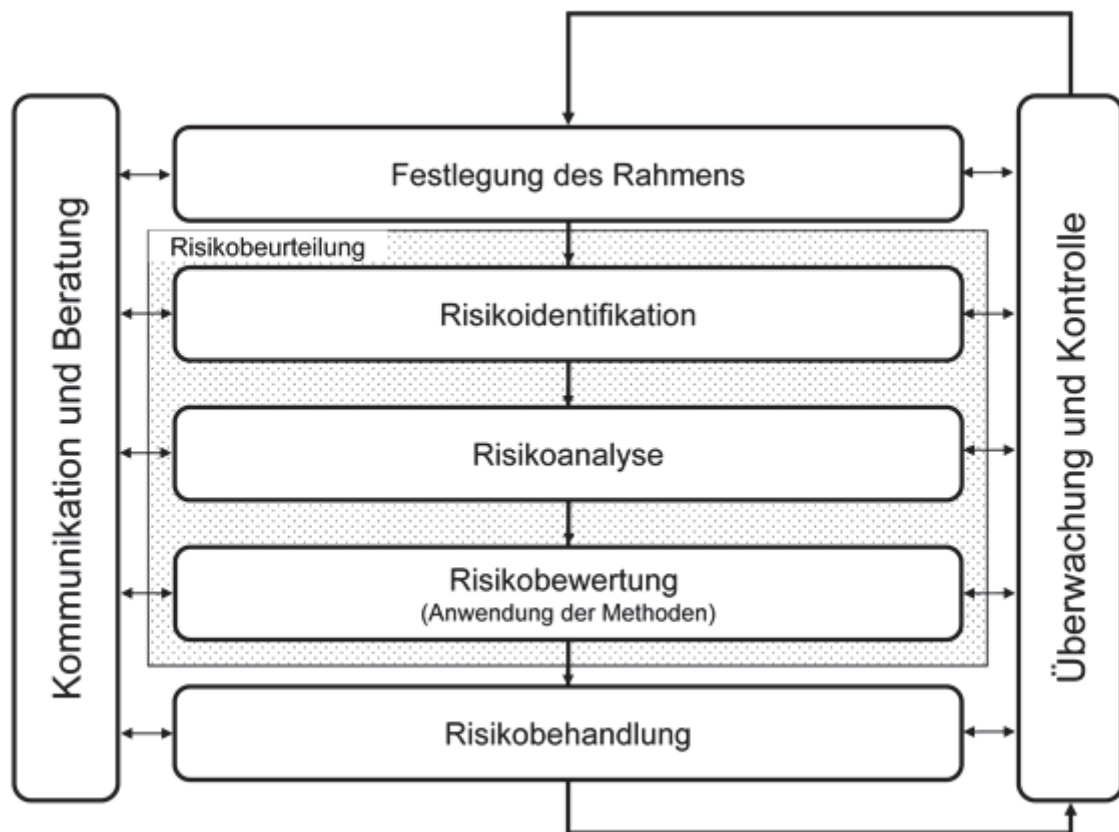 Kommunikation und Beratung
Festlegung des Rahmens
Risikobeurteilung
Risikoidentifikation
Risikoanalyse
Risikobewertung
(Anwendung der Methoden)
Risikobehandlung
Überwachung und Kontrolle